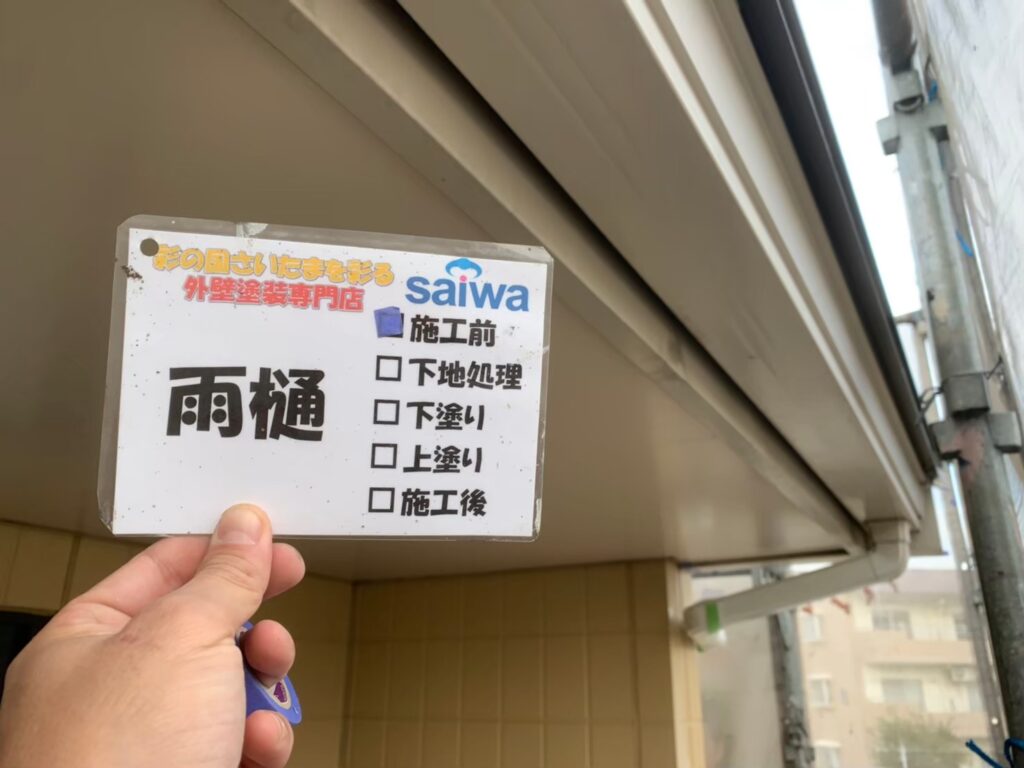 彩の国さいたまを彩る
外壁塗装専門店
saiwa
雨樋
施工前
下地処理
下塗り
上塗り
施工後